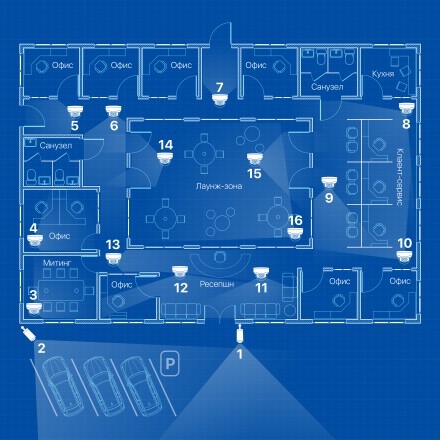 Офис
Офис
Офис
Офис
Санузел
Кухня
7
5
6
8
Санузел
14
15
Лаунж-зона
Клиент-сервис
9
4
Офис
16
13
10
Митинг
12
11
3
Офис
Ресепшн
Офис
Офис
2
1
P